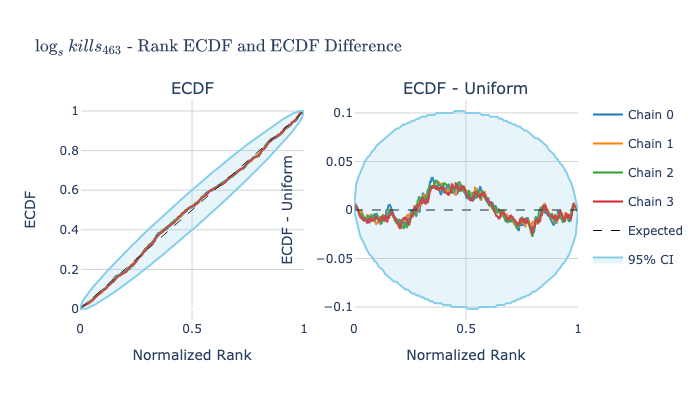 log_s kills_463 - Rank ECDF and ECDF Difference
ECDF
ECDF - Uniform
1
0.8
0.6
0.4
0.2
0
ECDF
0
0.5
1
Normalized Rank
0.1
0.05
0
−0.05
−0.1
ECDF - Uniform
0
0.5
1
Normalized Rank
Chain 0
Chain 1
Chain 2
Chain 3
Expected
95% CI